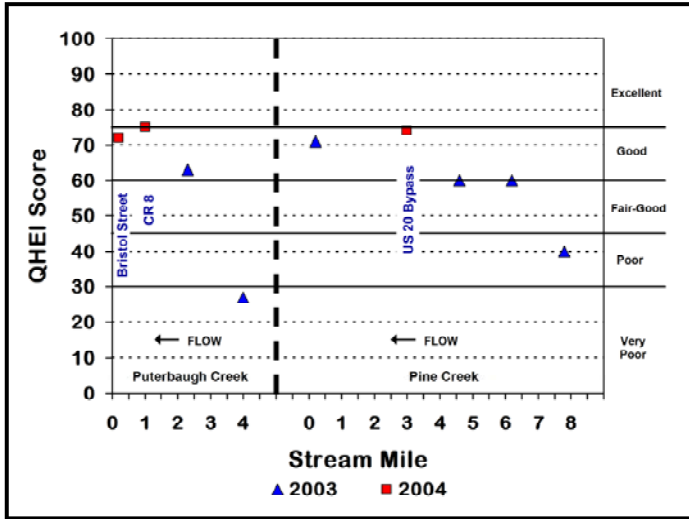 100
90
80
70
60
50
40
30
20
10
0
QHEI Score
Excellent
Good
Fair-Good
Poor
Very
Poor
Bristol Street
CR 8
US 20 Bypass
FLOW
FLOW
Puterbaugh Creek
Pine Creek
0 1 2 3 4 0 1 2 3 4 5 6 7 8
Stream Mile
2003 2004